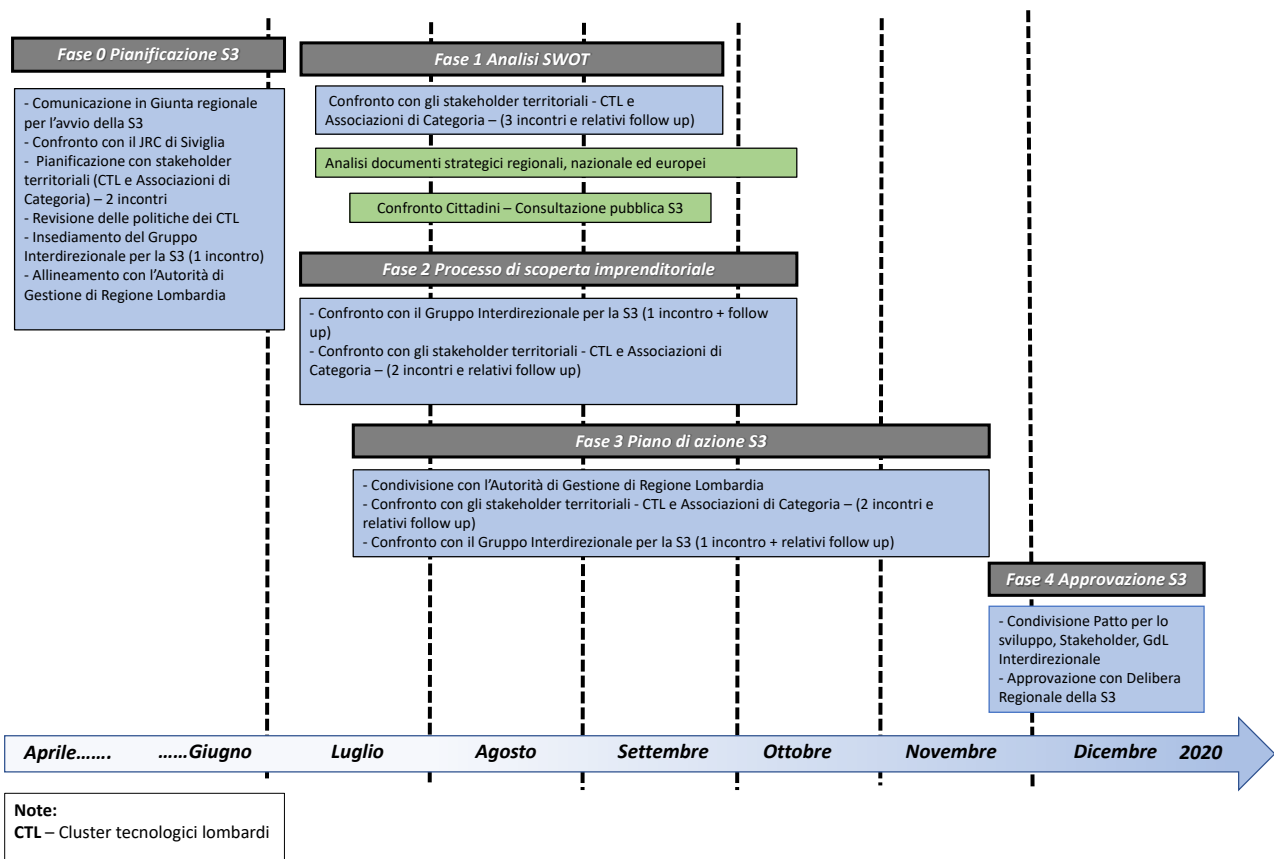 Fase 0 Pianificazione S3
- Comunicazione in Giunta regionale
per l'avvio della S3
- Confronto con il JRC di Siviglia
- Pianificazione con stakeholder
territoriali (CTL e Associazioni di
Categoria) – 2 incontri
- Revisione delle politiche dei CTL
- Insediamento del Gruppo
Interdirezionale per la S3 (1 incontro)
- Allineamento con l'Autorità di
Gestione di Regione Lombardia
Fase 1 Analisi SWOT
Confronto con gli stakeholder territoriali - CTL e
Associazioni di Categoria – (3 incontri e relativi follow up)
Analisi documenti strategici regionali, nazionale ed europei
Confronto Cittadini – Consultazione pubblica S3
Fase 2 Processo di scoperta imprenditoriale
- Confronto con il Gruppo Interdirezionale per la S3 (1 incontro + follow
up)
- Confronto con gli stakeholder territoriali - CTL e Associazioni di
Categoria – (2 incontri e relativi follow up)
Fase 3 Piano di azione S3
- Condivisione con l'Autorità di Gestione di Regione Lombardia
- Confronto con gli stakeholder territoriali - CTL e Associazioni di Categoria – (2 incontri e
relativi follow up)
- Confronto con il Gruppo Interdirezionale per la S3 (1 incontro + relativi follow up)
Fase 4 Approvazione S3
- Condivisione Patto per lo
sviluppo, Stakeholder, GdL
Interdirezionale
- Approvazione con Delibera
Regionale della S3
Aprile……. ……Giugno Luglio Agosto Settembre Ottobre Novembre Dicembre 2020
Note:
CTL – Cluster tecnologici lombardi